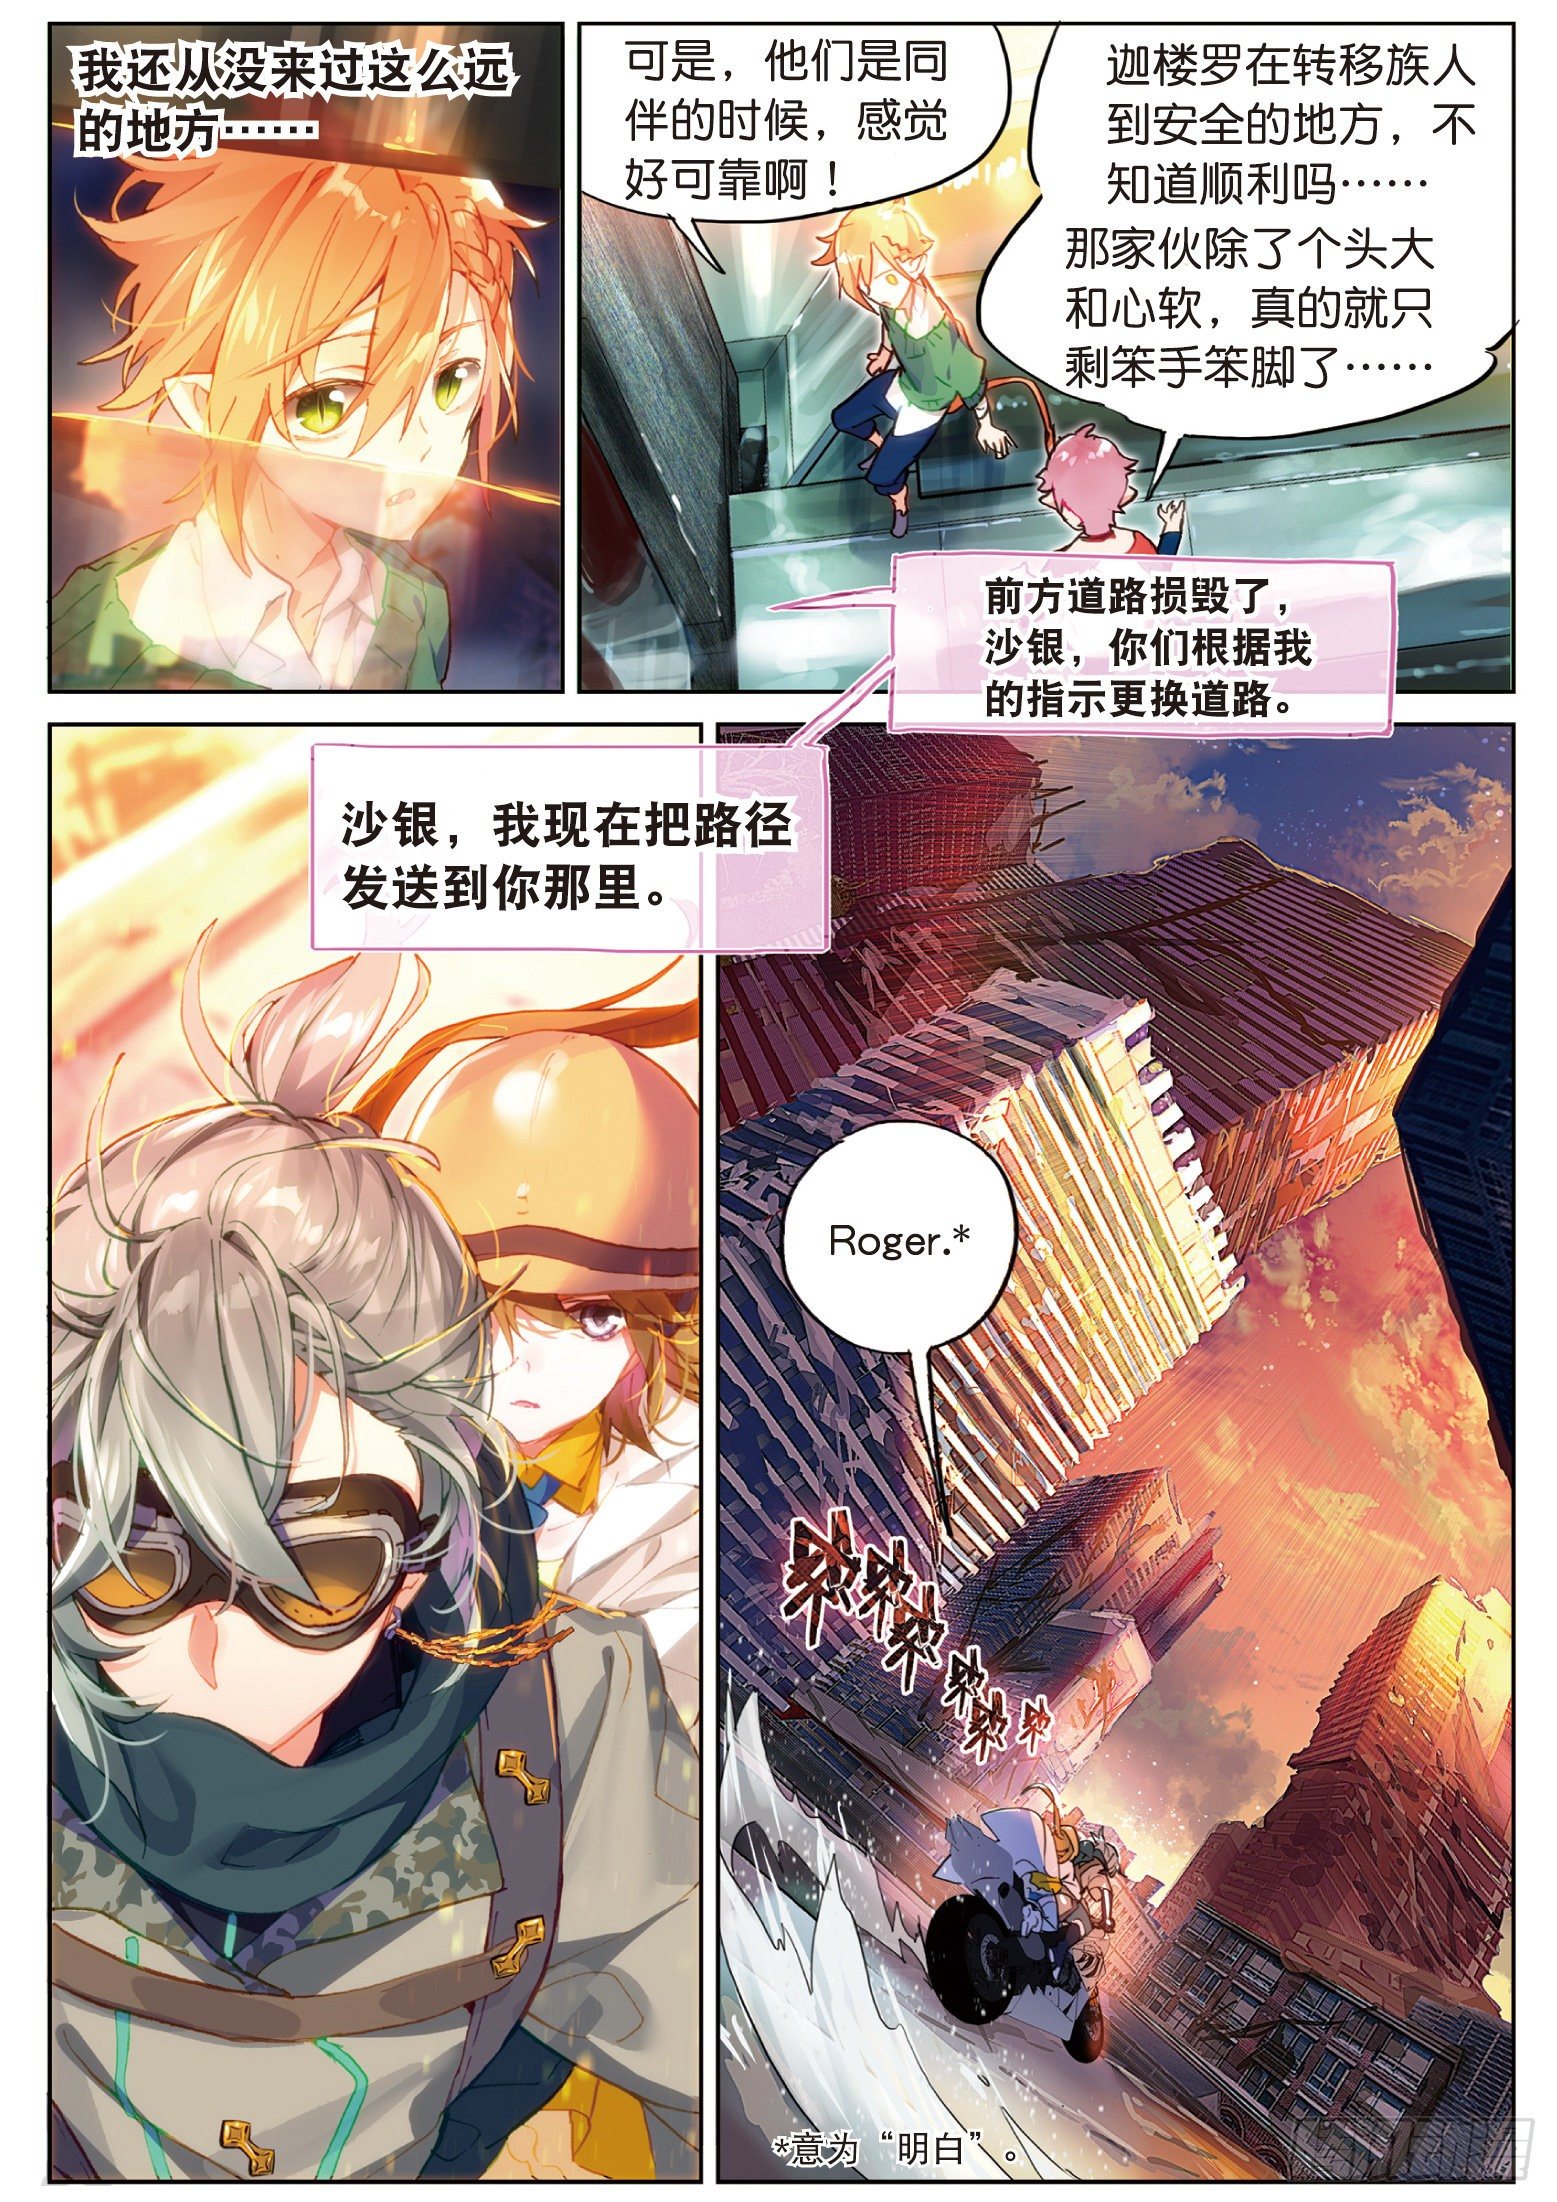 我还从没来过这么远
的地方……
可是，他们是同
伴的时候，感觉
好可靠啊！
迦楼罗在转移族人
到安全的地方，不
知道顺利吗……
那家伙除了个头大
和心软，真的就只
剩笨手笨脚了……
前方道路损毁了，
沙银，你们根据我
的指示更换道路。
沙银，我现在把路径
发送到你那里。
Roger.*
*意为“明白”。